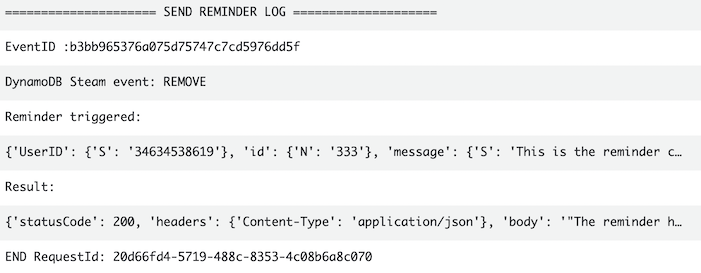 ===================== SEND REMINDER LOG ====================
EventID :b3bb965376a075d75747c7cd5976dd5f
DynamoDB Steam event: REMOVE
Reminder triggered:
{'UserID': {'S': '34634538619'}, 'id': {'N': '333'}, 'message': {'S': 'This is the reminder c…
Result:
{'statusCode': 200, 'headers': {'Content-Type': 'application/json'}, 'body': '"The reminder h…
END RequestId: 20d66fd4-5719-488c-8353-4c08b6a8c070